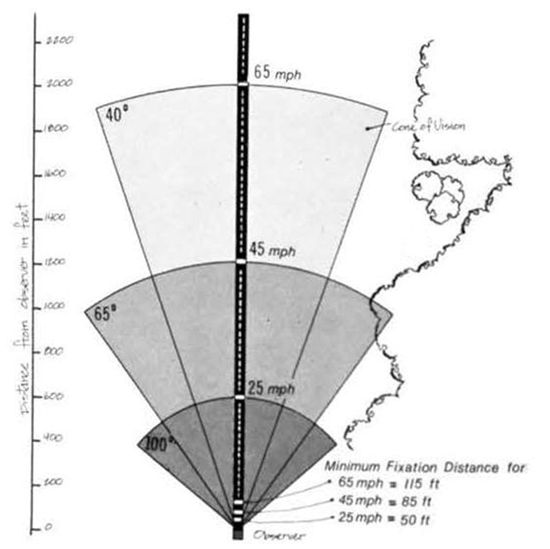 2200
2000
1800
1600
1400
1200
1000
800
600
400
200
0
Distance from observer in feet
65 mph
40°
Cone of Vision
45 mph
65°
25 mph
100°
Minimum Fixation Distance for
65 mph = 115 ft
45 mph = 85 ft
25 mph = 50 ft
Observer